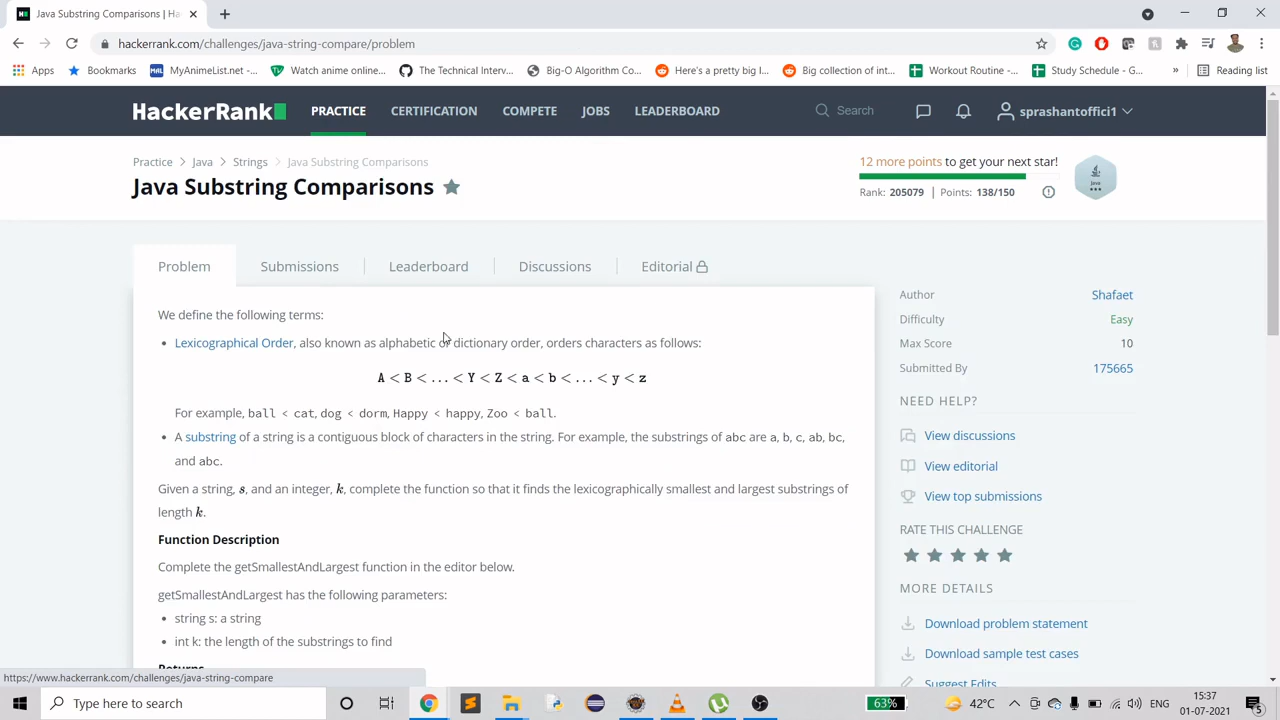 Java Substring Comparisons | Ha
hackerrank.com/challenges/java-string-compare/problem
Apps
Bookmarks
MyAnimeList.net -...
Watch anime online...
The Technical Interv...
Big-O Algorithm Co...
Here's a pretty big l...
Big collection of int...
Workout Routine -...
Study Schedule - G...
»
Reading list
HackerRank
PRACTICE
CERTIFICATION
COMPETE
JOBS
LEADERBOARD
Search
sprashantoffici1
Practice > Java > Strings > Java Substring Comparisons
Java Substring Comparisons
12 more points to get your next star!
Rank: 205079 | Points: 138/150
Java
Problem
Submissions
Leaderboard
Discussions
Editorial
We define the following terms:
• Lexicographical Order, also known as alphabetic or dictionary order, orders characters as follows:
A < B < ... < Y < Z < a < b < ... < y < z
For example, ball < cat, dog < dorm, Happy < happy, Zoo < ball.
• A substring of a string is a contiguous block of characters in the string. For example, the substrings of abc are a, b, c, ab, bc,
and abc.
Given a string, s, and an integer, k, complete the function so that it finds the lexicographically smallest and largest substrings of
length k.
Function Description
Complete the getSmallestAndLargest function in the editor below.
getSmallestAndLargest has the following parameters:
• string s: a string
• int k: the length of the substrings to find
Returns
Author Shafaet
Difficulty Easy
Max Score 10
Submitted By 175665
NEED HELP?
View discussions
View editorial
View top submissions
RATE THIS CHALLENGE
MORE DETAILS
Download problem statement
Download sample test cases
Suggest Edits
https://www.hackerrank.com/challenges/java-string-compare
Type here to search
63%
42°C
ENG
15:37
01-07-2021
5